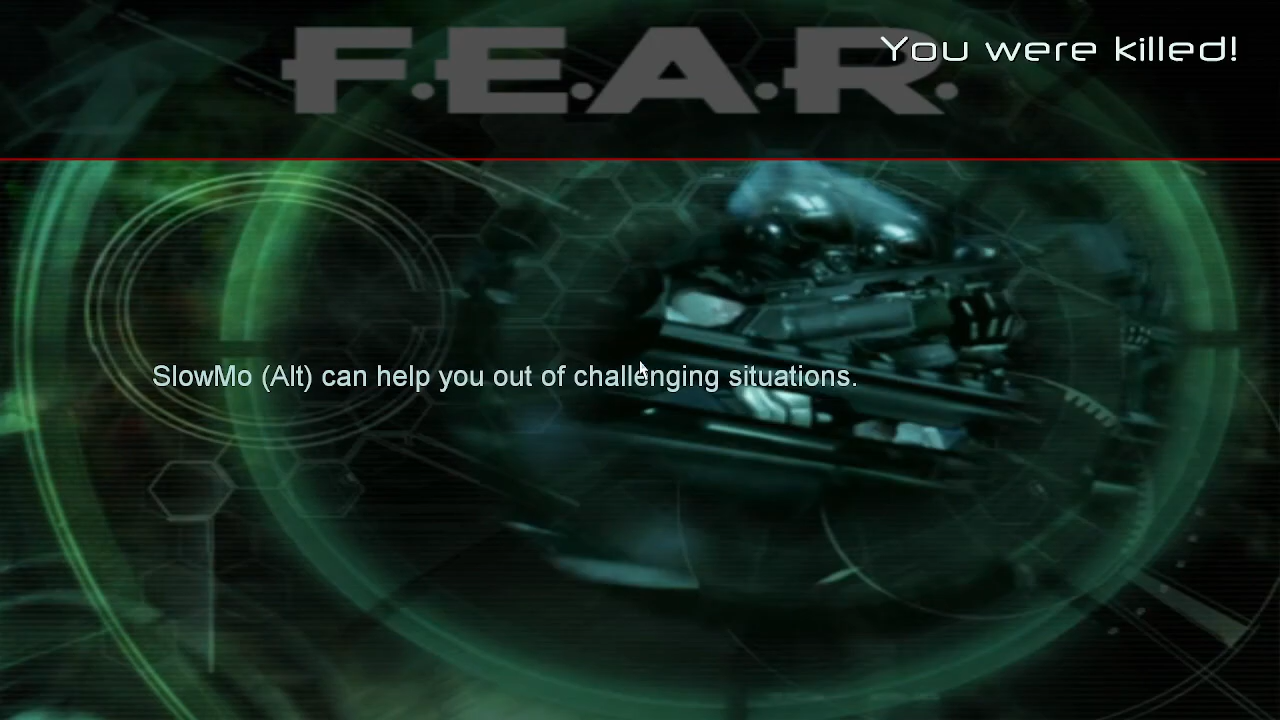 F.E.A.R.
You were killed!
SlowMo (Alt) can help you out of challenging situations.